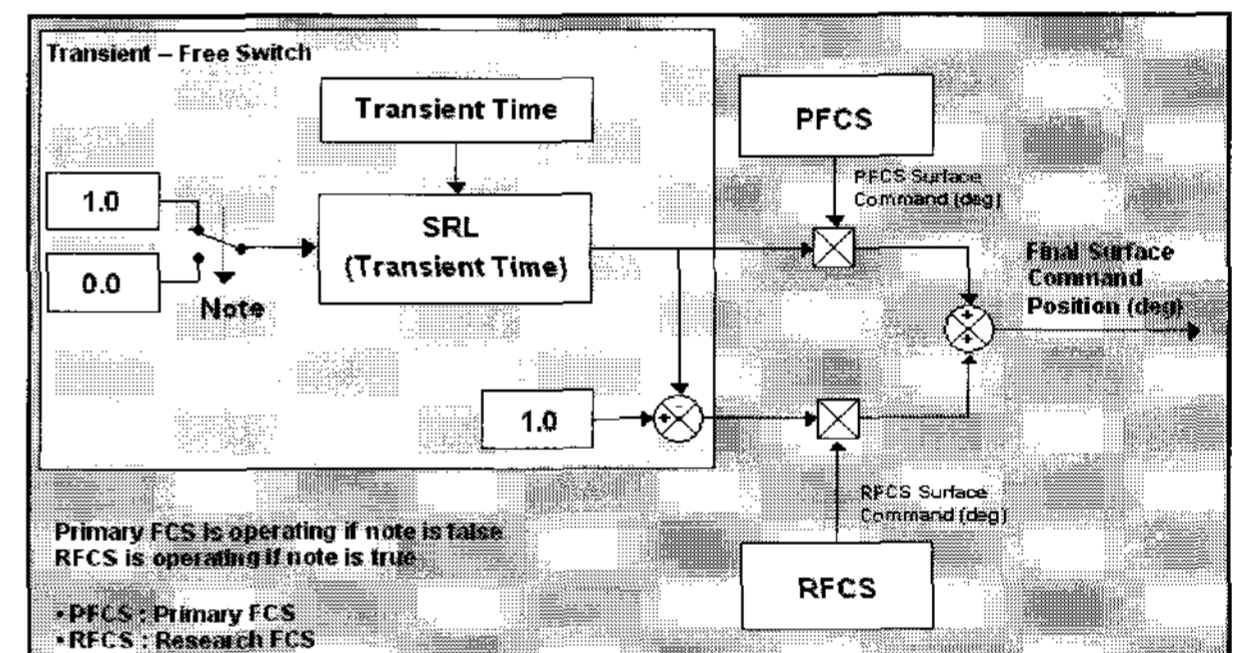 Transient – Free Switch
Transient Time
PFCS
PFCS Surface
Command (deg)
1.0
SRL
(Transient Time)
0.0
Note
Final Surface
Command
Position (deg)
+
+
1.0
+
-
RFCS Surface
Command (deg)
RFCS
Primary FCS is operating if note is false
RFCS is operating if note is true
• PFCS : Primary FCS
• RFCS : Research FCS